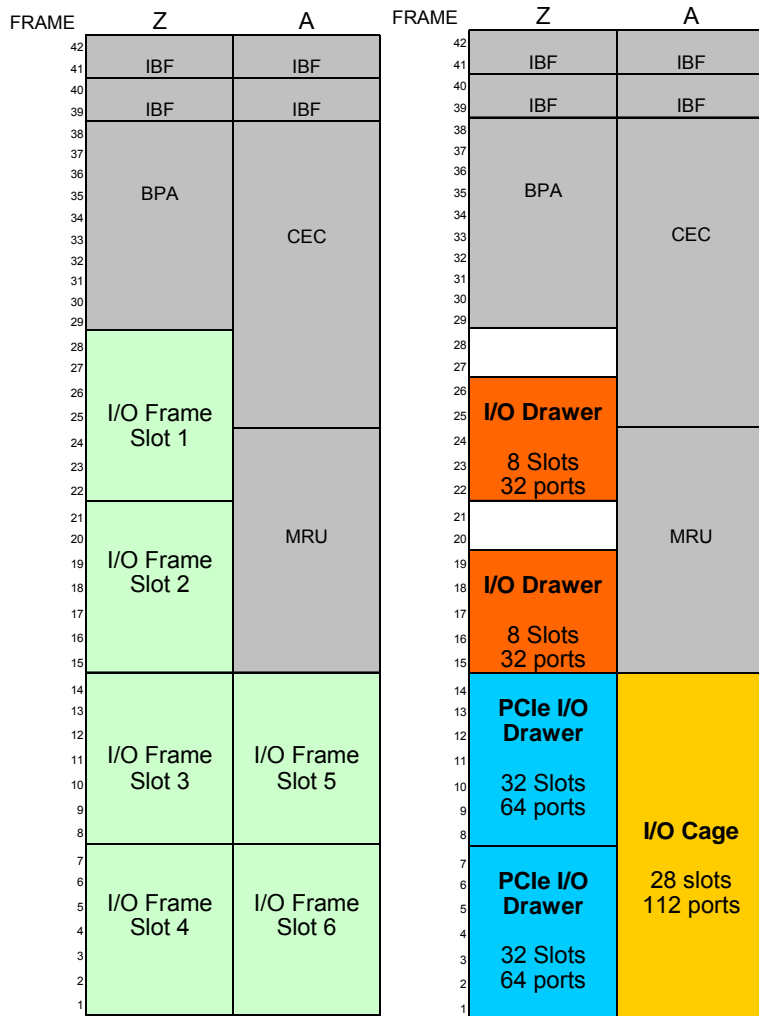 FRAME Z A
42
41 IBF IBF
40
39 IBF IBF
38
37
36
35 BPA
34
33 CEC
32
31
30
29
28
27
26
25 I/O Frame
24 Slot 1
23
22
21
20 MRU
19 I/O Frame
18 Slot 2
17
16
15
14
13
12
11 I/O Frame I/O Frame
10 Slot 3 Slot 5
9
8
7
6
5 I/O Frame I/O Frame
4 Slot 4 Slot 6
3
2
1
FRAME Z A
42
41 IBF IBF
40
39 IBF IBF
38
37
36
35 BPA
34
33 CEC
32
31
30
29
28
27
26
25 I/O Drawer
24
23 8 Slots
22 32 ports
21
20 MRU
19
18 I/O Drawer
17
16 8 Slots
15 32 ports
14
13 PCIe I/O
12 Drawer
11
10 32 Slots
9 64 ports
8 I/O Cage
7
6 PCIe I/O 28 slots
5 Drawer 112 ports
4
3 32 Slots
2 64 ports
1